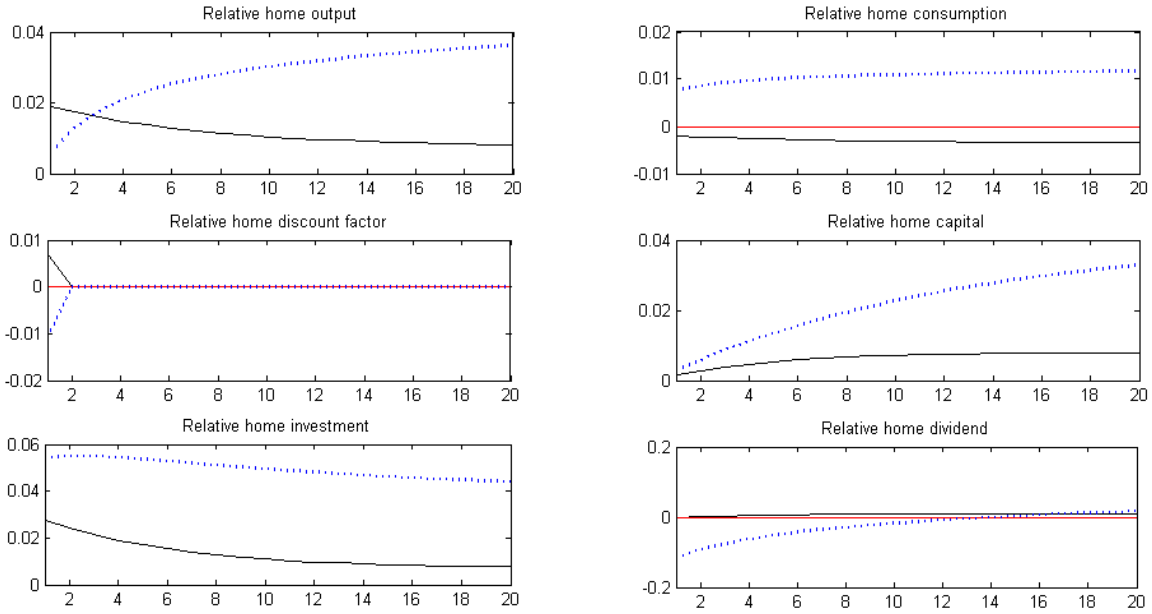 Relative home output
0.04
0.02
0
2 4 6 8 10 12 14 16 18 20
Relative home consumption
0.02
0.01
0
-0.01
2 4 6 8 10 12 14 16 18 20
Relative home discount factor
0.01
0
-0.01
-0.02
2 4 6 8 10 12 14 16 18 20
Relative home capital
0.04
0.02
0
2 4 6 8 10 12 14 16 18 20
Relative home investment
0.06
0.04
0.02
0
2 4 6 8 10 12 14 16 18 20
Relative home dividend
0.2
0
-0.2
2 4 6 8 10 12 14 16 18 20